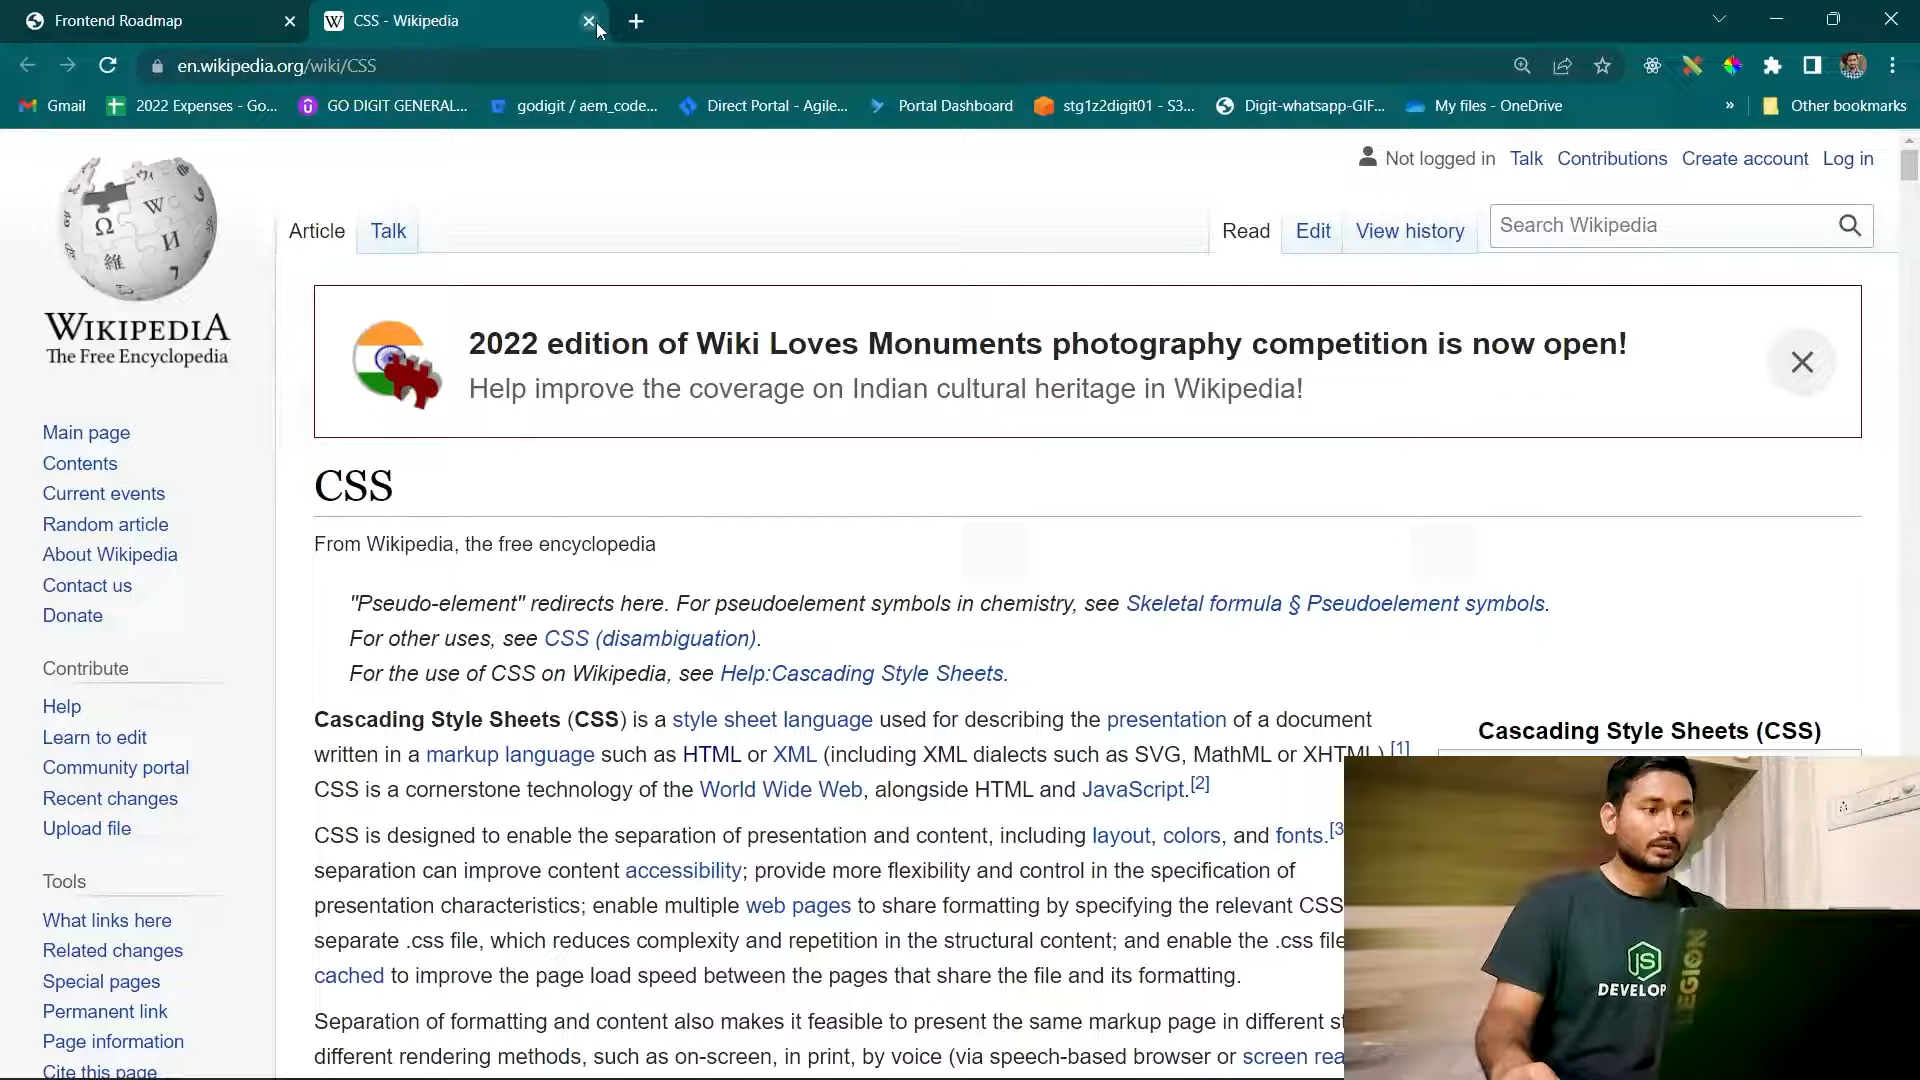 Frontend Roadmap
CSS - Wikipedia
en.wikipedia.org/wiki/CSS
Gmail
2022 Expenses - Go...
GO DIGIT GENERAL...
godigit / aem_code...
Direct Portal - Agile...
Portal Dashboard
stg1z2digit01 - S3...
Digit-whatsapp-GIF...
My files - OneDrive
»
Other bookmarks
Not logged in
Talk
Contributions
Create account
Log in
WIKIPEDIA
The Free Encyclopedia
Article
Talk
Read
Edit
View history
Search Wikipedia
2022 edition of Wiki Loves Monuments photography competition is now open!
Help improve the coverage on Indian cultural heritage in Wikipedia!
Main page
Contents
Current events
Random article
About Wikipedia
Contact us
Donate
Contribute
Help
Learn to edit
Community portal
Recent changes
Upload file
Tools
What links here
Related changes
Special pages
Permanent link
Page information
Cite this page
CSS
From Wikipedia, the free encyclopedia
"Pseudo-element" redirects here. For pseudoelement symbols in chemistry, see Skeletal formula § Pseudoelement symbols.
For other uses, see CSS (disambiguation).
For the use of CSS on Wikipedia, see Help:Cascading Style Sheets.
Cascading Style Sheets (CSS) is a style sheet language used for describing the presentation of a document
written in a markup language such as HTML or XML (including XML dialects such as SVG, MathML or XHTML).[1]
CSS is a cornerstone technology of the World Wide Web, alongside HTML and JavaScript.[2]
CSS is designed to enable the separation of presentation and content, including layout, colors, and fonts.[3
separation can improve content accessibility; provide more flexibility and control in the specification of
presentation characteristics; enable multiple web pages to share formatting by specifying the relevant CSS
separate .css file, which reduces complexity and repetition in the structural content; and enable the .css file
cached to improve the page load speed between the pages that share the file and its formatting.
Separation of formatting and content also makes it feasible to present the same markup page in different st
different rendering methods, such as on-screen, in print, by voice (via speech-based browser or screen rea
Cascading Style Sheets (CSS)
JS
DEVELOP
LEGION